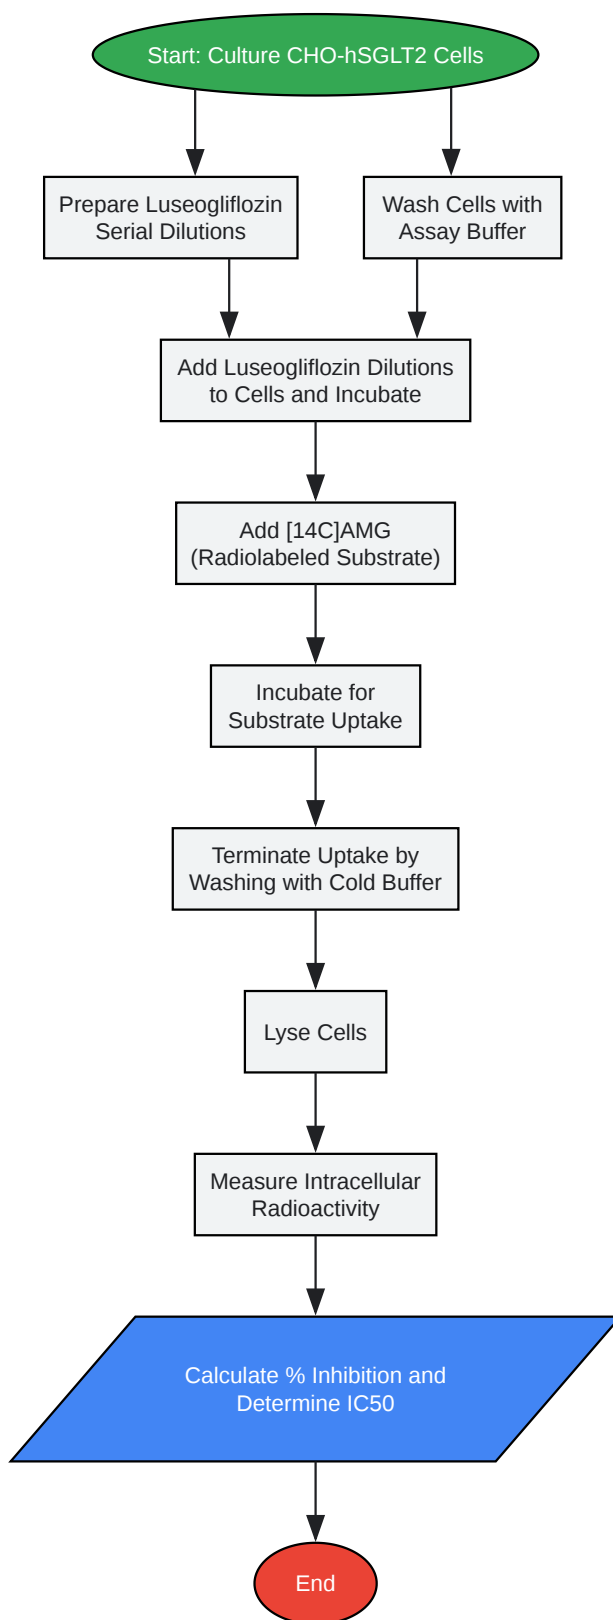 Start: Culture CHO-hSGLT2 Cells
Prepare Luseogliflozin
Serial Dilutions
Wash Cells with
Assay Buffer
Add Luseogliflozin Dilutions
to Cells and Incubate
Add [14C]AMG
(Radiolabeled Substrate)
Incubate for
Substrate Uptake
Terminate Uptake by
Washing with Cold Buffer
Lyse Cells
Measure Intracellular
Radioactivity
Calculate % Inhibition and
Determine IC50
End